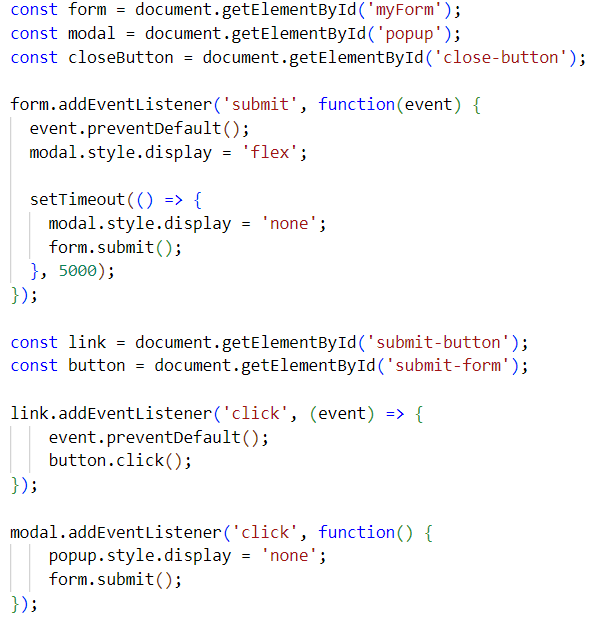 const form = document.getElementById('myForm');
const modal = document.getElementById('popup');
const closeButton = document.getElementById('close-button');

form.addEventListener('submit', function(event) {
  event.preventDefault();
  modal.style.display = 'flex';

  setTimeout(() => {
    modal.style.display = 'none';
    form.submit();
  }, 5000);
});

const link = document.getElementById('submit-button');
const button = document.getElementById('submit-form');

link.addEventListener('click', (event) => {
    event.preventDefault();
    button.click();
});

modal.addEventListener('click', function() {
    popup.style.display = 'none';
    form.submit();
});